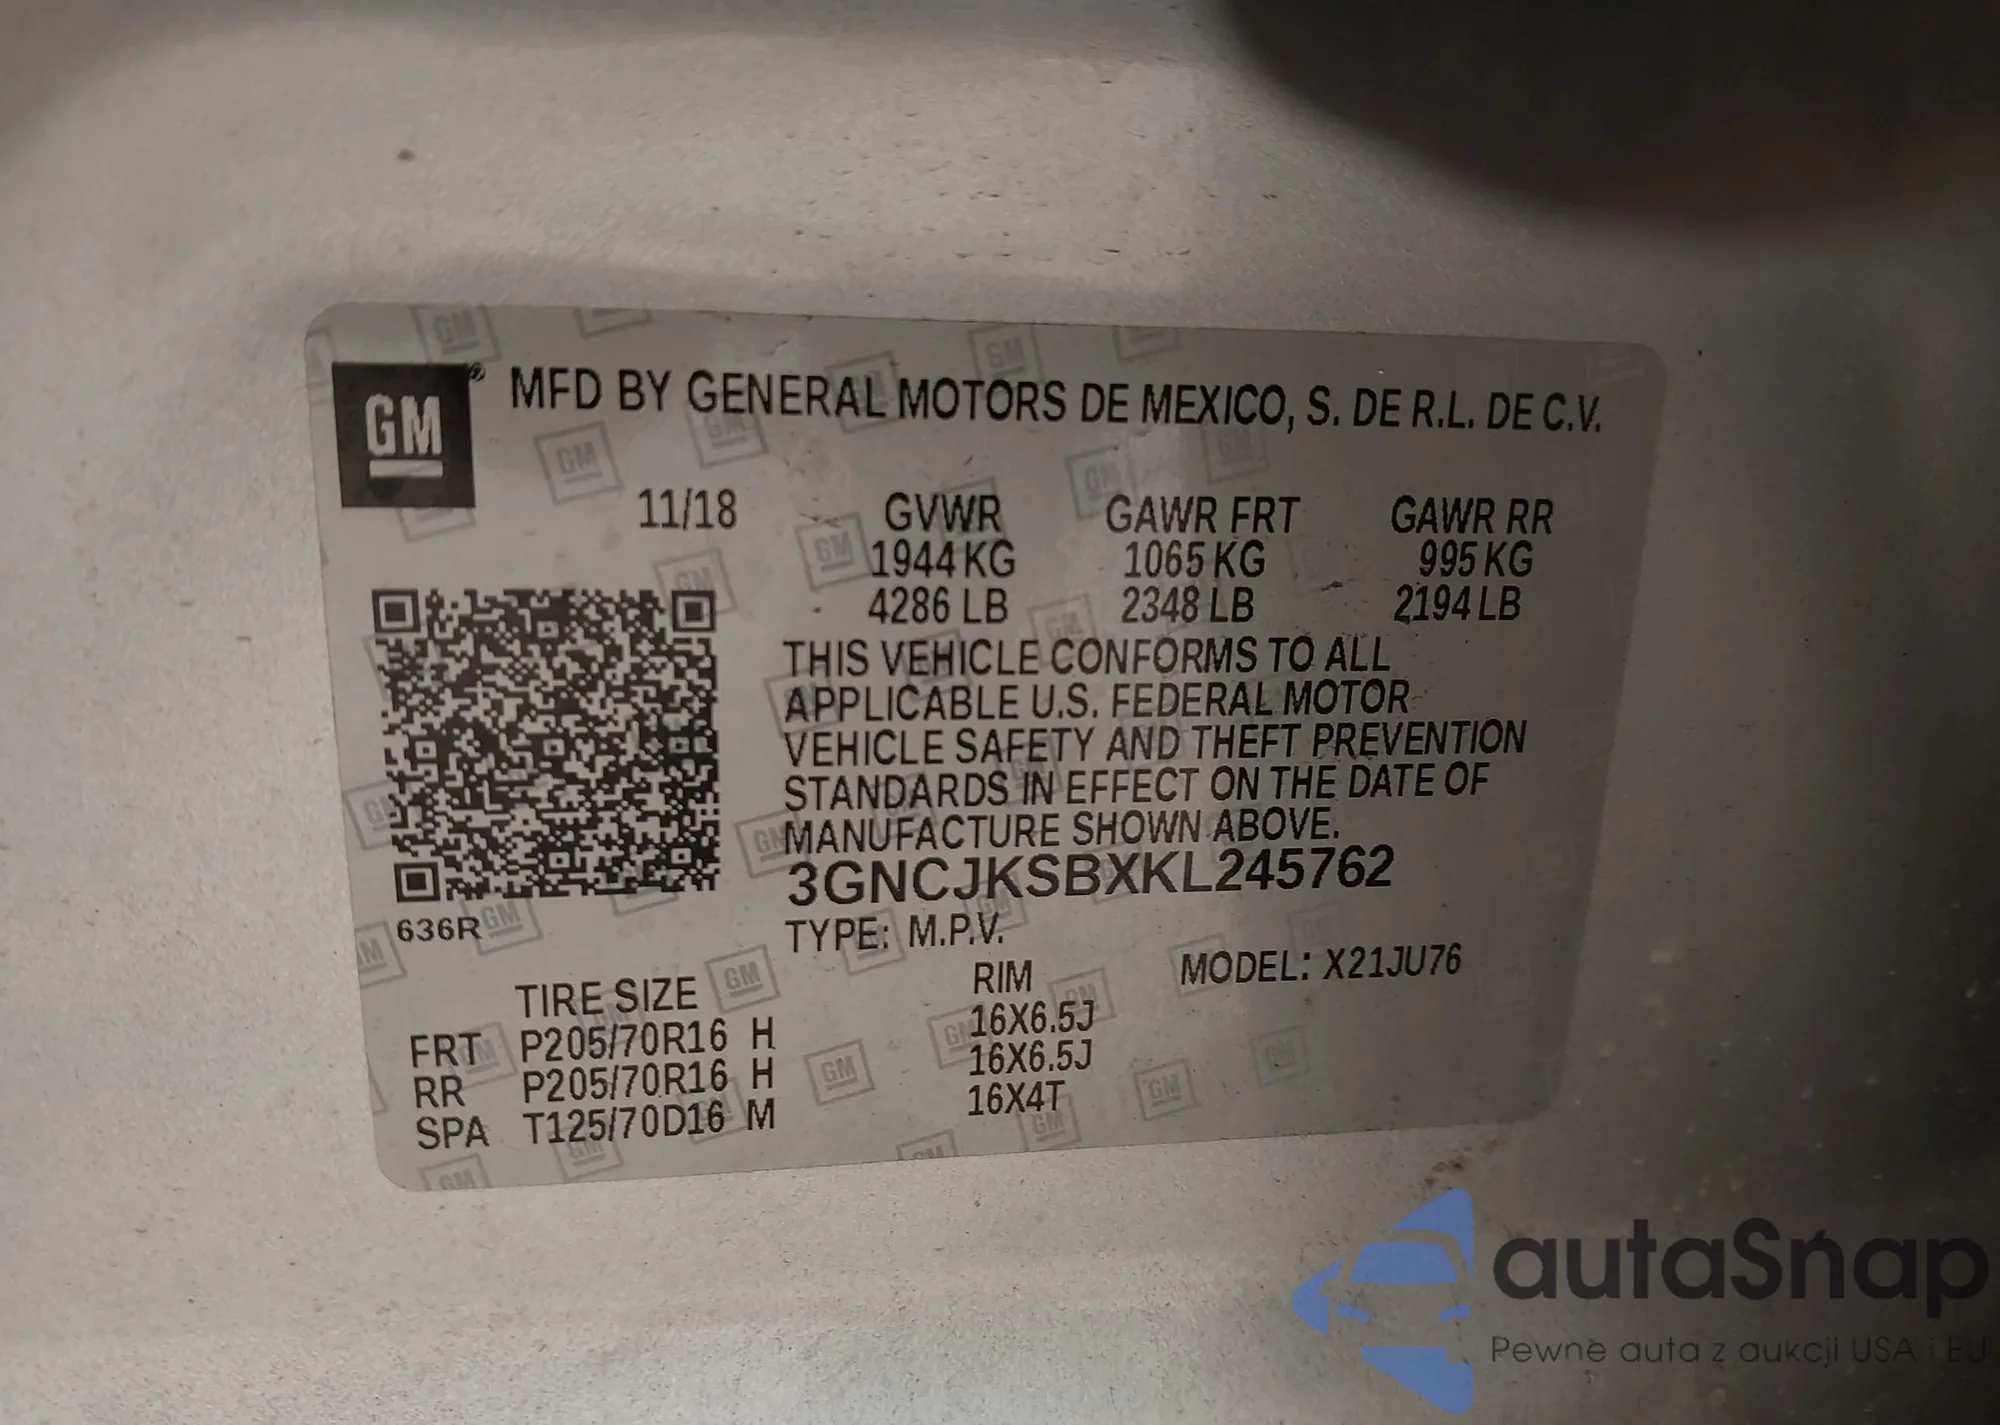 GM
MFD BY GENERAL MOTORS DE MEXICO, S. DE R.L. DE C.V.
11/18 GVWR GAWR FRT GAWR RR
1944 KG 1065 KG 995 KG
4286 LB 2348 LB 2194 LB
THIS VEHICLE CONFORMS TO ALL
APPLICABLE U.S. FEDERAL MOTOR
VEHICLE SAFETY AND THEFT PREVENTION
STANDARDS IN EFFECT ON THE DATE OF
MANUFACTURE SHOWN ABOVE.
3GNCJKSBXKL245762
636R
TYPE: M.P.V.
MODEL: X21JU76
TIRE SIZE RIM
FRT P205/70R16 H 16X6.5J
RR P205/70R16 H 16X6.5J
SPA T125/70D16 M 16X4T
autaSnap
Pewne auta z aukcji USA i EU